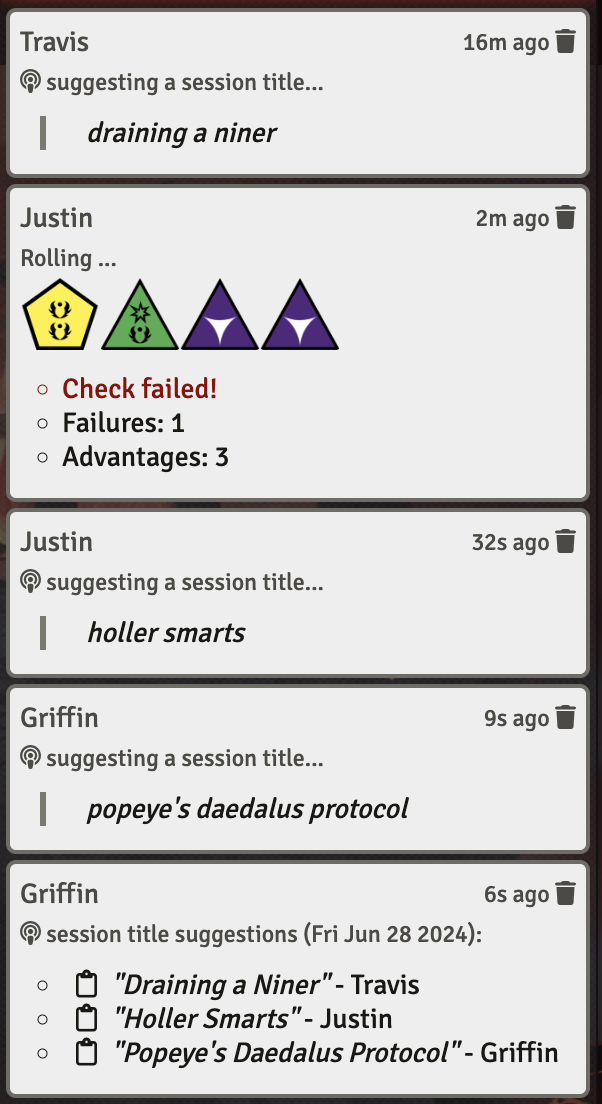 Travis 16m ago
suggesting a session title...
draining a niner
Justin 2m ago
Rolling ...
Check failed!
Failures: 1
Advantages: 3
Justin 32s ago
suggesting a session title...
holler smarts
Griffin 9s ago
suggesting a session title...
popeye's daedalus protocol
Griffin 6s ago
session title suggestions (Fri Jun 28 2024):
"Draining a Niner" - Travis
"Holler Smarts" - Justin
"Popeye's Daedalus Protocol" - Griffin